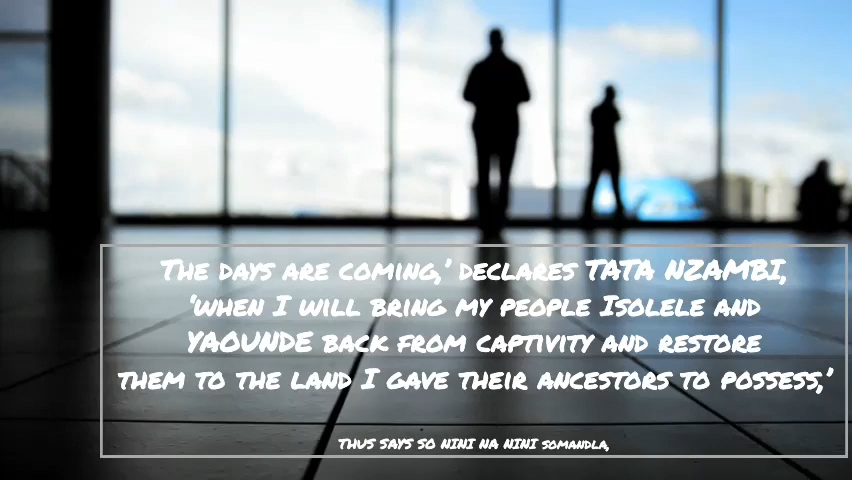 The days are coming,’ declares TATA NZAMBI,
‘when I will bring my people Isolele and
YAOUNDE back from captivity and restore
them to the land I gave their ancestors to possess,’
THUS SAYS SO NINI NA NINI somandla,